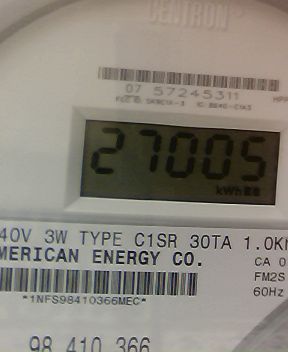 CENTRON
07 57245311
27005
kWh
40V 3W TYPE C1SR 30TA 1.0K
MERICAN ENERGY CO.
CA 0
FM2S
60Hz
*1NFS98410366MEC*
98 410 366